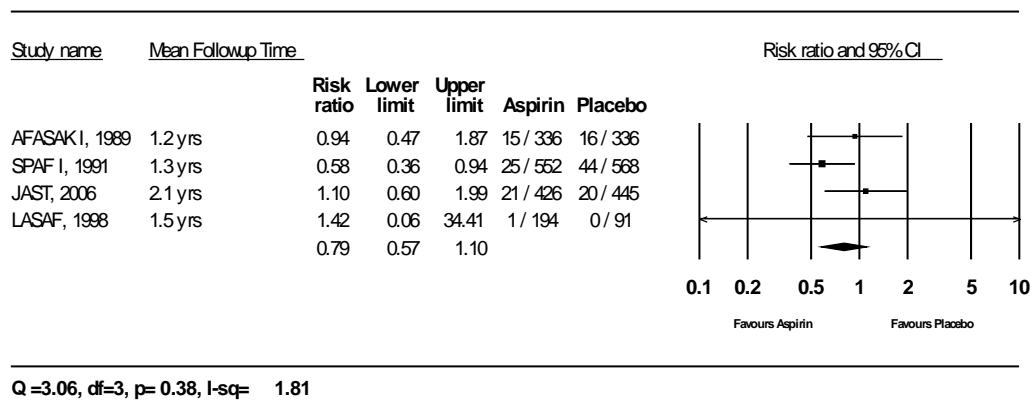 Study name Mean Followup Time Risk ratio and 95% CI
Risk ratio Lower limit Upper limit Aspirin Placebo
AFASAK I, 1989 1.2 yrs 0.94 0.47 1.87 15 / 336 16 / 336
SPAF I, 1991 1.3 yrs 0.58 0.36 0.94 25 / 552 44 / 568
JAST, 2006 2.1 yrs 1.10 0.60 1.99 21 / 426 20 / 445
LASAF, 1998 1.5 yrs 1.42 0.06 34.41 1 / 194 0 / 91
0.79 0.57 1.10
0.1 0.2 0.5 1 2 5 10
Favours Aspirin Favours Placebo
Q =3.06, df=3, p= 0.38, I-sq= 1.81